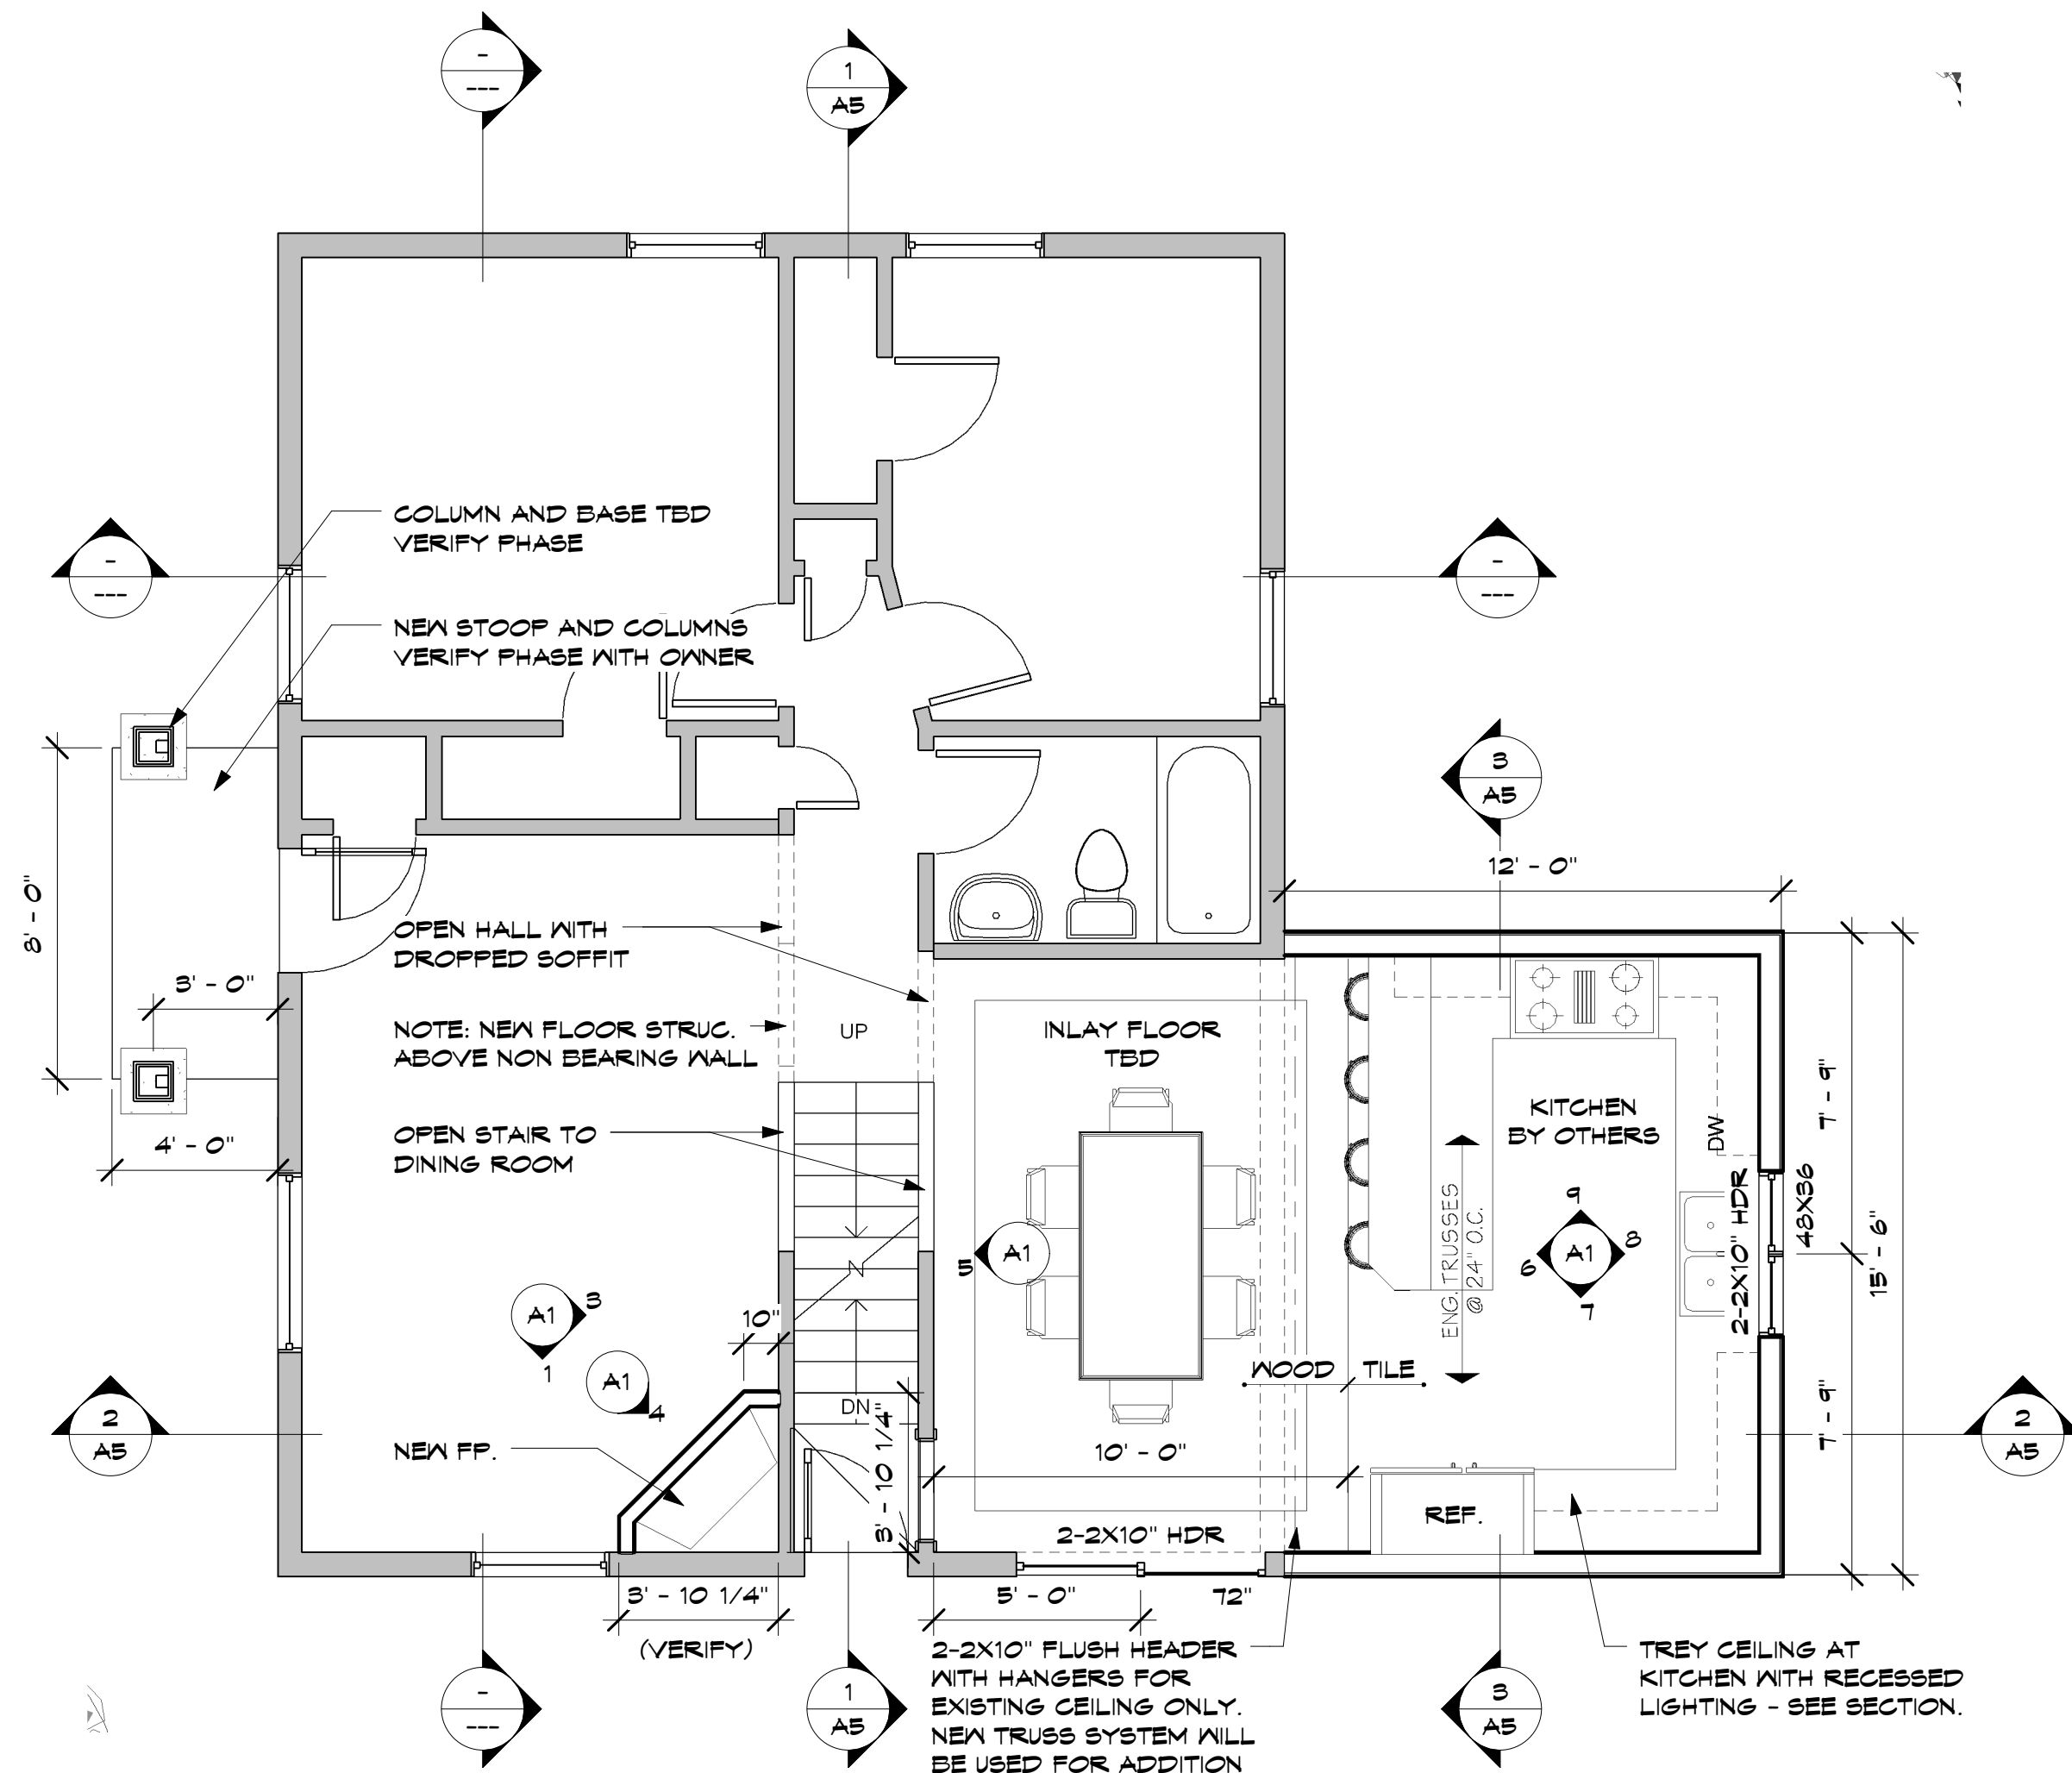 -
---
1
A5
COLUMN AND BASE TBD
VERIFY PHASE
-
---
-
---
NEW STOOP AND COLUMNS
VERIFY PHASE WITH OWNER
3
A5
12' - 0"
8' - 0"
OPEN HALL WITH
DROPPED SOFFIT
3' - 0"
NOTE: NEW FLOOR STRUC.
ABOVE NON BEARING WALL
UP
INLAY FLOOR
TBD
KITCHEN
BY OTHERS
DW
7' - 9"
OPEN STAIR TO
DINING ROOM
4' - 0"
ENG. TRUSSES
@ 24" O.C.
2-2X10" HDR
48X36
15' - 6"
9
A1
8
6
7
5
A1
A1
3
1
10"
A1
4
WOOD
TILE
2
A5
DN
3' - 10 1/4"
NEW FP.
10' - 0"
7' - 9"
2
A5
REF.
2-2X10" HDR
3' - 10 1/4"
(VERIFY)
5' - 0"
72"
2-2X10" FLUSH HEADER
WITH HANGERS FOR
EXISTING CEILING ONLY.
NEW TRUSS SYSTEM WILL
BE USED FOR ADDITION
TREY CEILING AT
KITCHEN WITH RECESSED
LIGHTING - SEE SECTION.
-
---
1
A5
3
A5